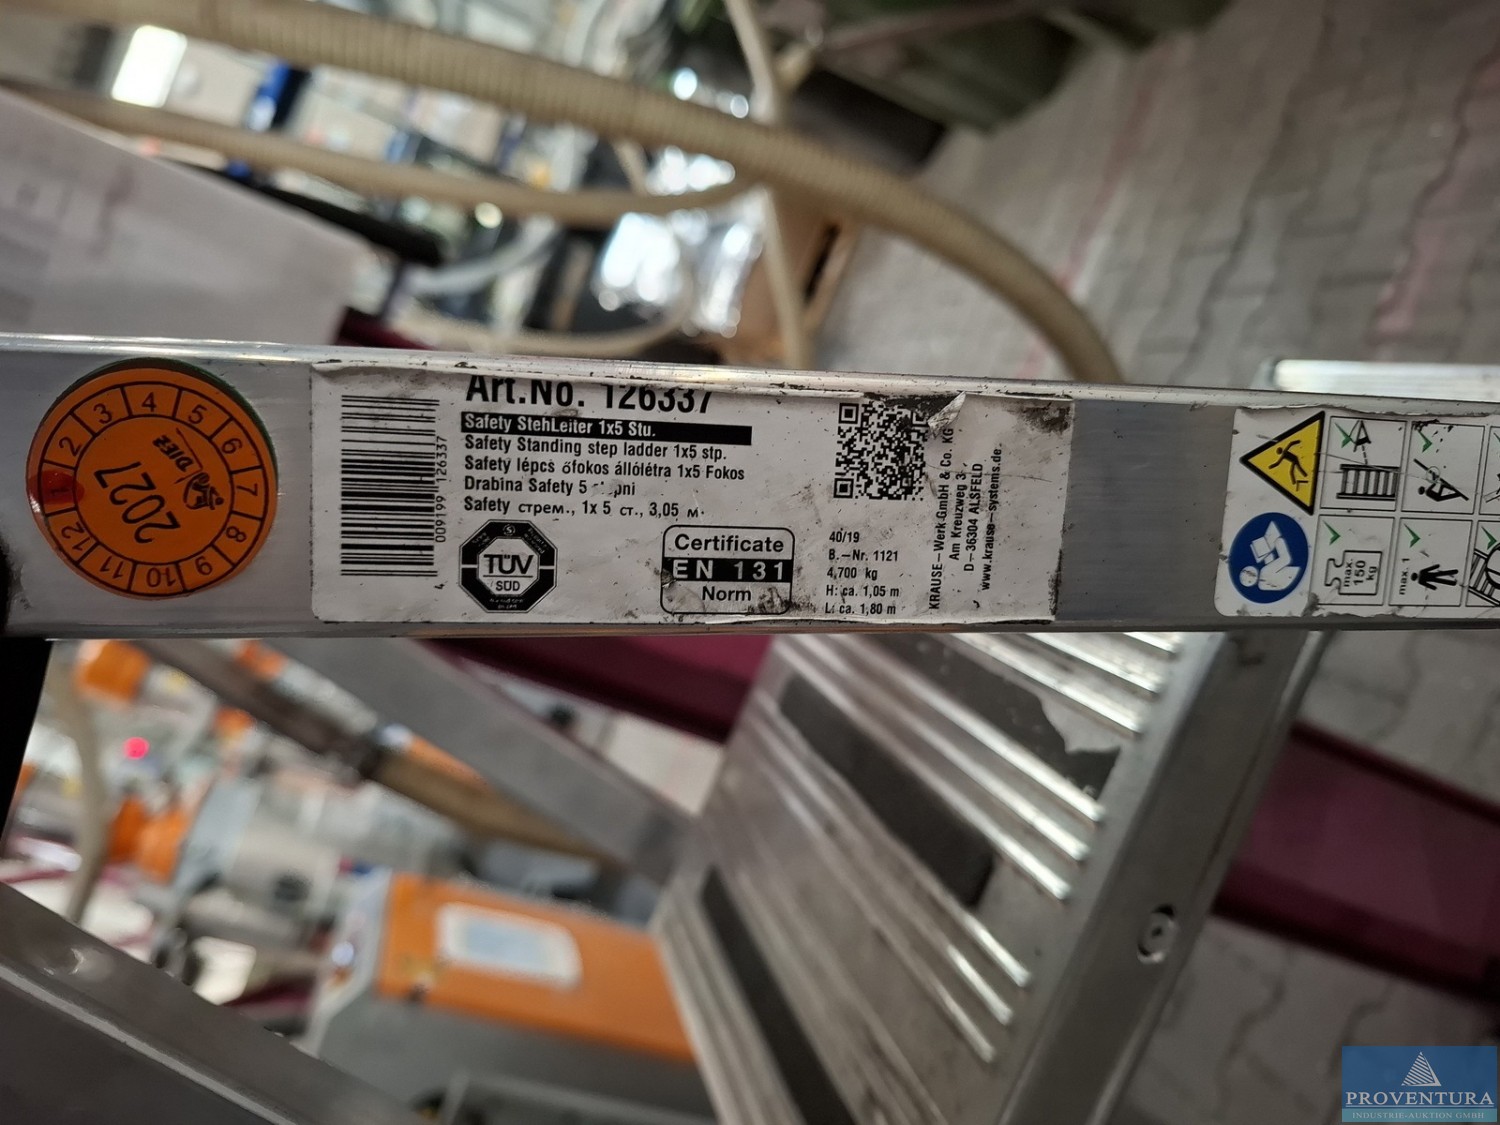 1 2 3 4 5 6 7 8 9 10 11 12
2027
DIEZ
009199 126337
4
Art.No. 126337
Safety StehLeiter 1x5 Stu.
Safety Standing step ladder 1x5 stp.
Safety lépcs őfokos állólétra 1x5 Fokos
Drabina Safety 5
Safety стрем., 1x 5 ст., 3,05 м.
TÜV
SÜD
Certificate
EN 131
Norm
40/19
B.-Nr. 1121
4,700 kg
H: ca. 1,05 m
L: ca. 1,80 m
KRAUSE-Werk GmbH & Co. KG
Am Kreuzweg 3
D-36304 ALSFELD
www.krause-systems.de
max.
150
kg
max. 1
PROVENTURA
INDUSTRIE-AUKTION GMBH